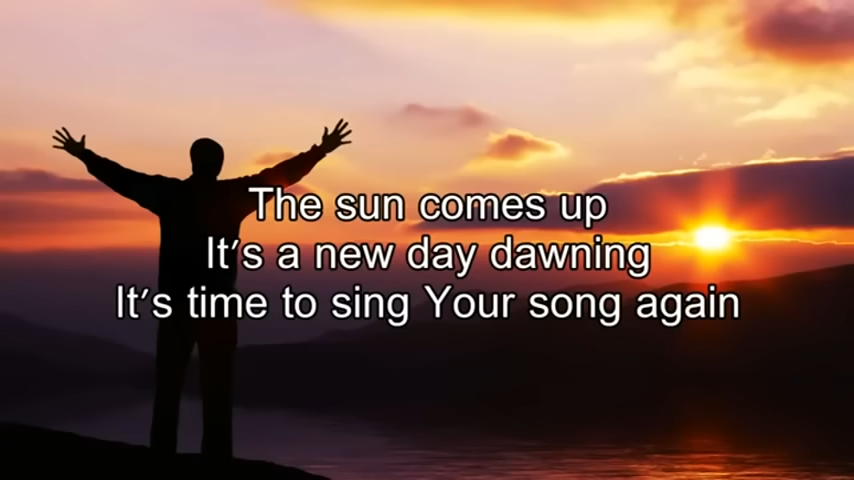 The sun comes up
It's a new day dawning
It's time to sing Your song again